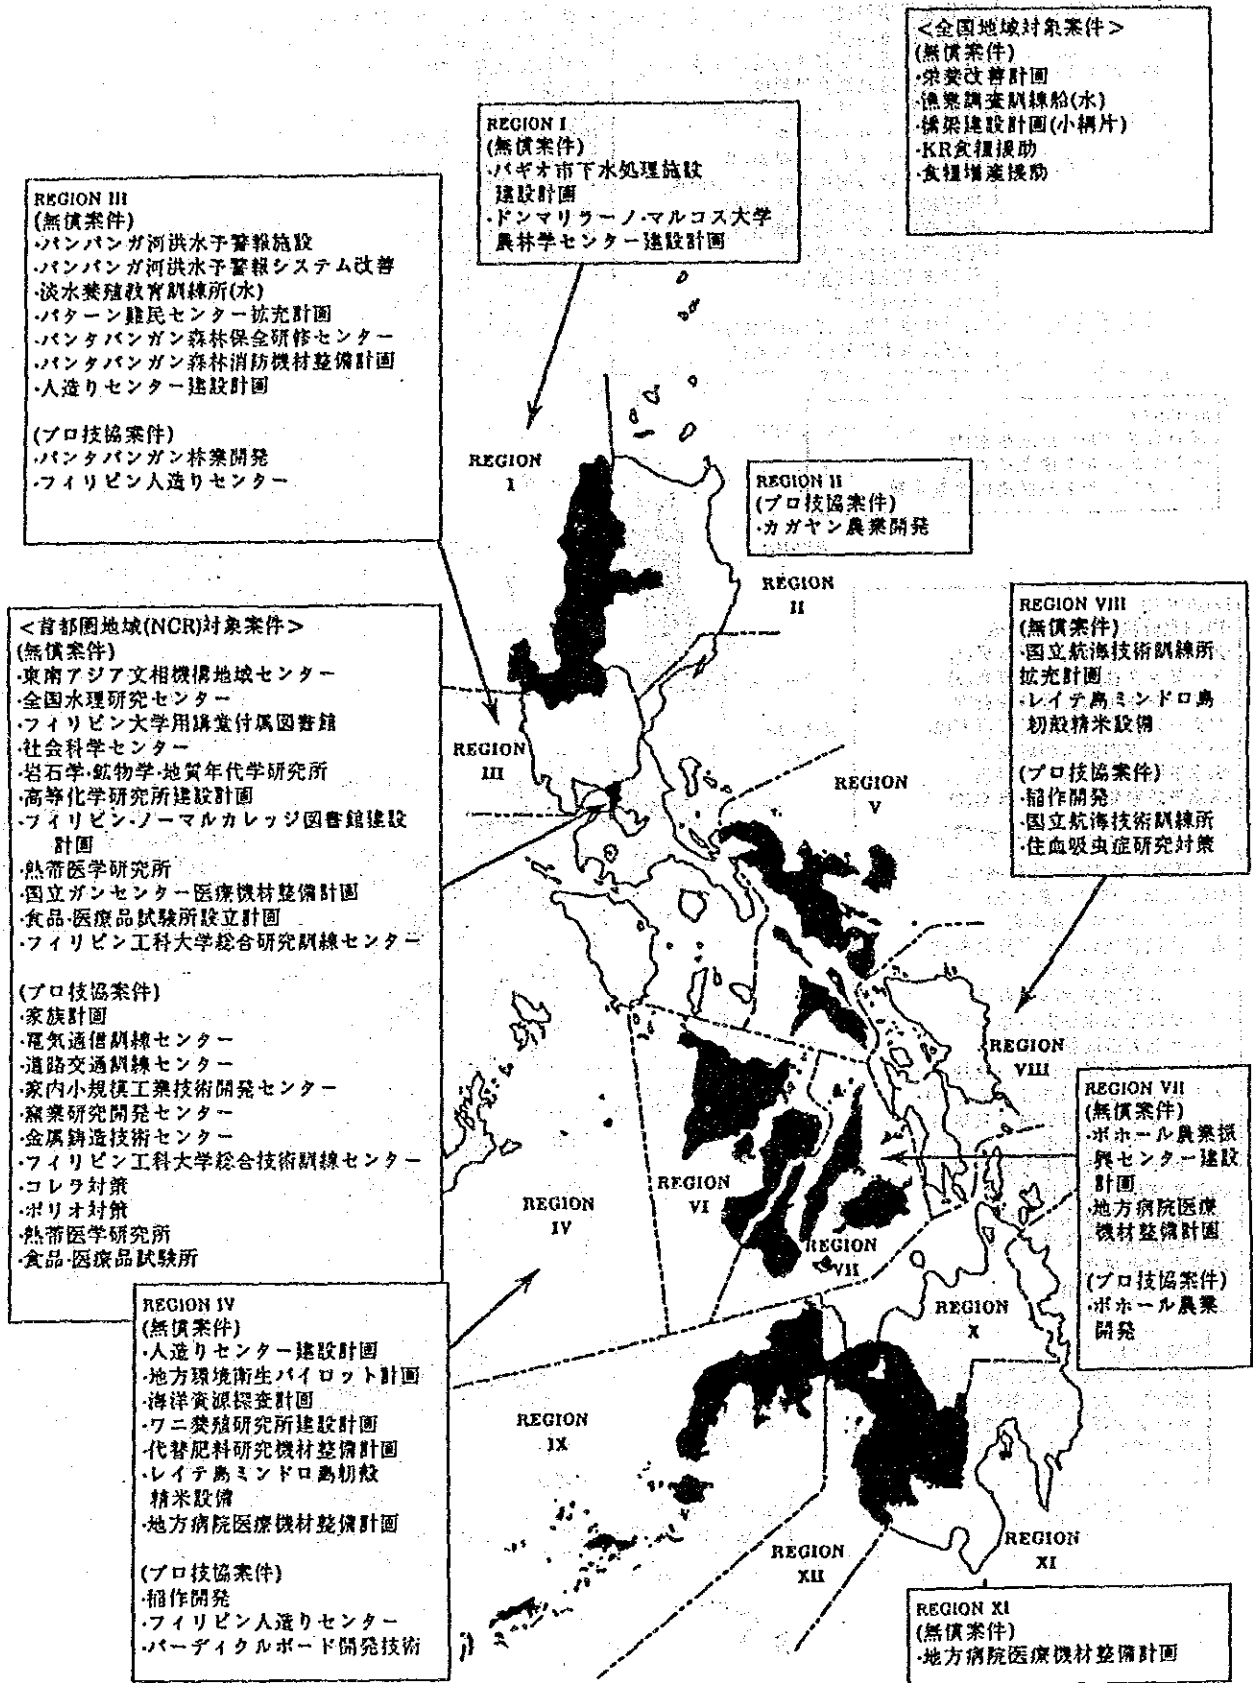 <全国地域対象案件>
(無償案件)
·栄養改善計画
·漁業調査訓練船(水)
·橋梁建設計画(小網片)
·KR食糧援助
·食糧増産援助
REGION I
(無償案件)
·バギオ市下水処理施設
建設計画
·ドンマリラーノ·マルコス大学
農林学センター建設計画
REGION III
(無償案件)
·パンパンガ河洪水予警報施設
·パンパンガ河洪水予警報システム改善
·淡水養殖教育訓練所(水)
·バターン難民センター拡充計画
·パンタバンガン森林保全研修センター
·パンタバンガン森林消防機材整備計画
·人造りセンター建設計画
(プロ技協案件)
·パンタバンガン林業開発
·フィリピン人造りセンター
REGION
I
REGION II
(プロ技協案件)
·カガヤン農業開発
REGION
II
<首都圏地域(NCR)対象案件>
(無償案件)
·東南アジア文相機構地域センター
·全国水理研究センター
·フィリピン大学用講堂付属図書館
·社会科学センター
·岩石学·鉱物学·地質年代学研究所
·高等化学研究所建設計画
·フィリピン·ノーマルカレッジ図書館建設
計画
·熱帯医学研究所
·国立ガンセンター医療機材整備計画
·食品·医療品試験所設立計画
·フィリピン工科大学総合研究訓練センター
(プロ技協案件)
·家族計画
·電気通信訓練センター
·道路交通訓練センター
·家内小規模工業技術開発センター
·窯業研究開発センター
·金属鋳造技術センター
·フィリピン工科大学総合技術訓練センター
·コレラ対策
·ポリオ対策
·熱帯医学研究所
·食品·医療品試験所
REGION
III
REGION
V
REGION VIII
(無償案件)
·国立航海技術訓練所
拡充計画
·レイテ島ミンドロ島
籾殻精米設備
(プロ技協案件)
·稲作開発
·国立航海技術訓練所
·住血吸虫症研究対策
REGION
VIII
REGION VII
(無償案件)
·ボホール農業振
興センター建設
計画
·地方病院医療
機材整備計画
(プロ技協案件)
·ボホール農業
開発
REGION
IV
REGION
VI
REGION
VII
REGION
X
REGION IV
(無償案件)
·人造りセンター建設計画
·地方環境衛生パイロット計画
·海洋資源探査計画
·ワニ養殖研究所建設計画
·代替肥料研究機材整備計画
·レイテ島ミンドロ島籾殻
精米設備
·地方病院医療機材整備計画
(プロ技協案件)
·稲作開発
·フィリピン人造りセンター
·パーティクルボード開発技術
REGION
IX
REGION
XII
REGION
XI
REGION XI
(無償案件)
·地方病院医療機材整備計画